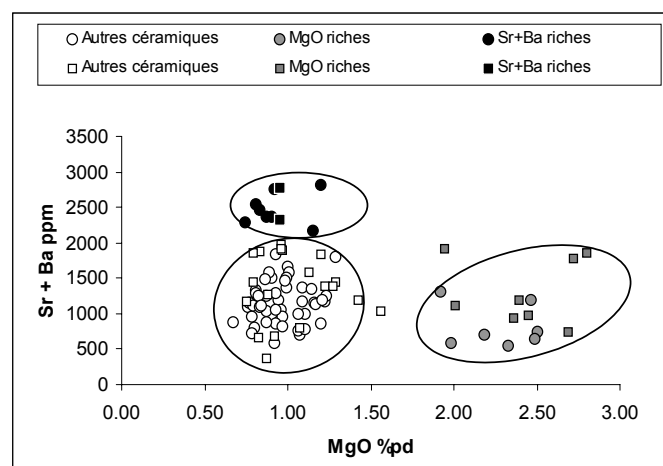 Autres céramiques MgO riches Sr+Ba riches
Autres céramiques MgO riches Sr+Ba riches
Sr + Ba ppm
3500
3000
2500
2000
1500
1000
500
0
0.00 0.50 1.00 1.50 2.00 2.50 3.00
MgO %pd